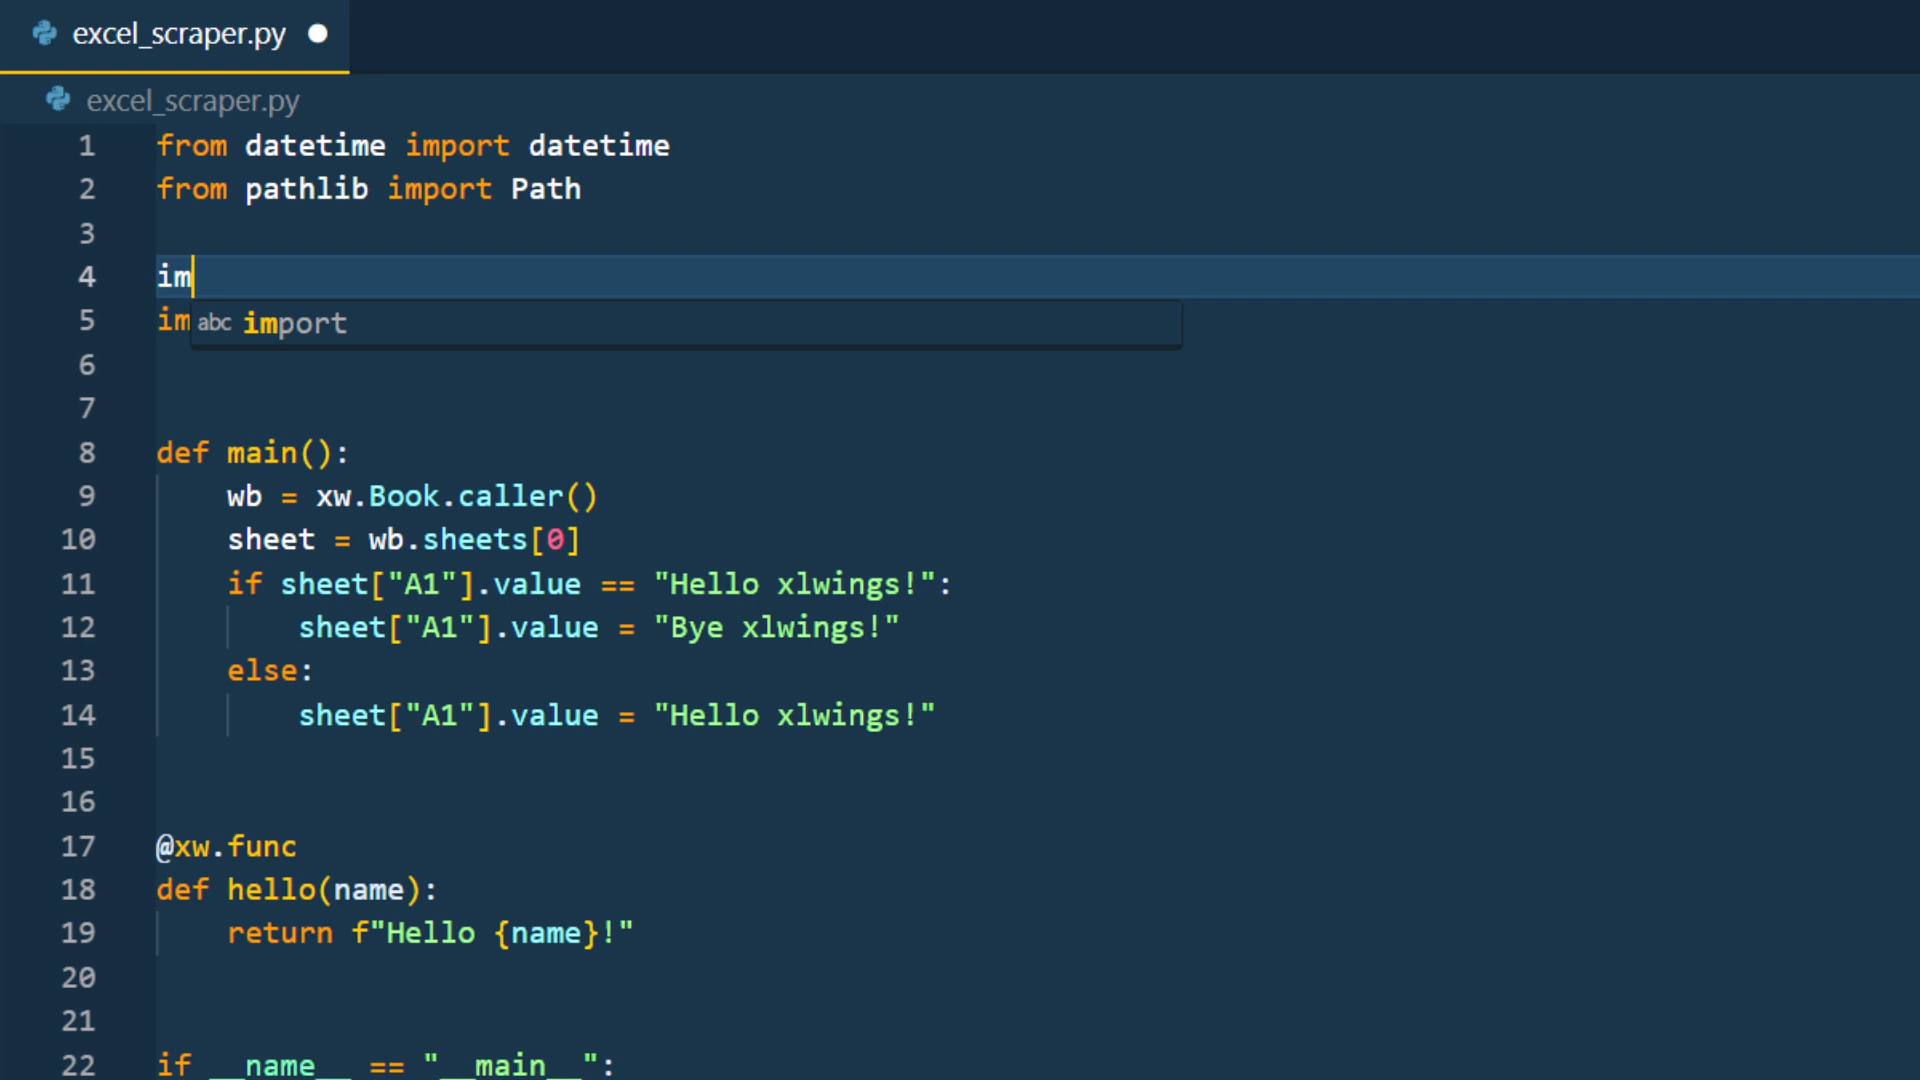 excel_scraper.py
excel_scraper.py
1 from datetime import datetime
2 from pathlib import Path
3
4 im
5 im abc import
6
7
8 def main():
9     wb = xw.Book.caller()
10     sheet = wb.sheets[0]
11     if sheet["A1"].value == "Hello xlwings!":
12         sheet["A1"].value = "Bye xlwings!"
13     else:
14         sheet["A1"].value = "Hello xlwings!"
15
16
17 @xw.func
18 def hello(name):
19     return f"Hello {name}!"
20
21
22 if __name__ == "__main__":